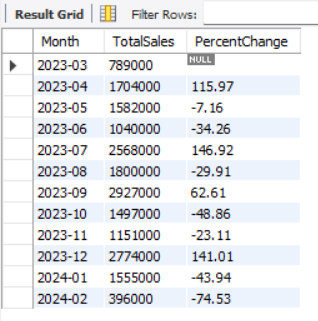 Result Grid Filter Rows:
Month TotalSales PercentChange
2023-03 789000 NULL
2023-04 1704000 115.97
2023-05 1582000 -7.16
2023-06 1040000 -34.26
2023-07 2568000 146.92
2023-08 1800000 -29.91
2023-09 2927000 62.61
2023-10 1497000 -48.86
2023-11 1151000 -23.11
2023-12 2774000 141.01
2024-01 1555000 -43.94
2024-02 396000 -74.53